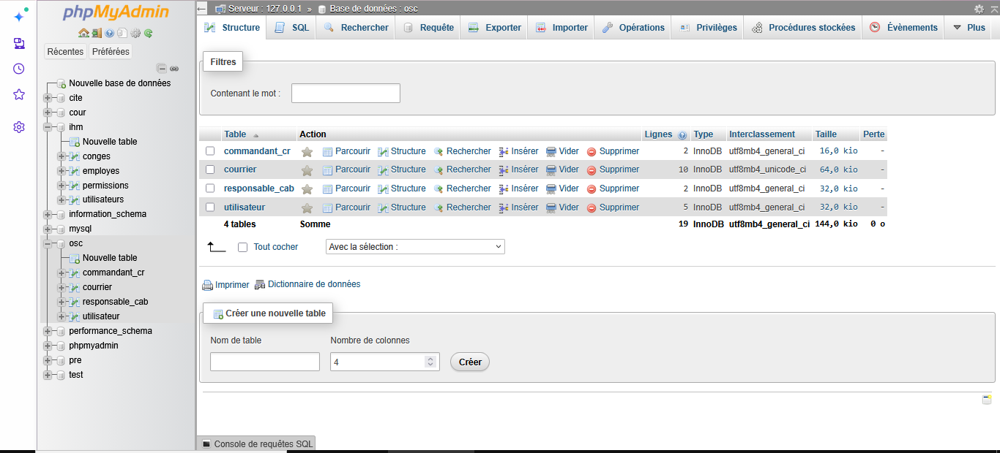 phpMyAdmin
Récentes Préférées
Nouvelle base de données
cite
cour
ihm
Nouvelle table
conges
employes
permissions
utilisateurs
information_schema
mysql
osc
Nouvelle table
commandant_cr
courrier
responsable_cab
utilisateur
performance_schema
phpmyadmin
pre
test
Serveur : 127.0.0.1 » Base de données : osc
Structure SQL Rechercher Requête Exporter Importer Opérations Privilèges Procédures stockées Évènements Plus
Filtres
Contenant le mot :
Table Action Lignes Type Interclassement Taille Perte
commandant_cr Parcourir Structure Rechercher Insérer Vider Supprimer 2 InnoDB utf8mb4_general_ci 16,0 kio -
courrier Parcourir Structure Rechercher Insérer Vider Supprimer 10 InnoDB utf8mb4_unicode_ci 64,0 kio -
responsable_cab Parcourir Structure Rechercher Insérer Vider Supprimer 2 InnoDB utf8mb4_general_ci 32,0 kio -
utilisateur Parcourir Structure Rechercher Insérer Vider Supprimer 5 InnoDB utf8mb4_general_ci 32,0 kio -
4 tables Somme 19 InnoDB utf8mb4_general_ci 144,0 kio 0 o
Tout cocher Avec la sélection :
Imprimer Dictionnaire de données
Créer une nouvelle table
Nom de table Nombre de colonnes
4 Créer
Console de requêtes SQL